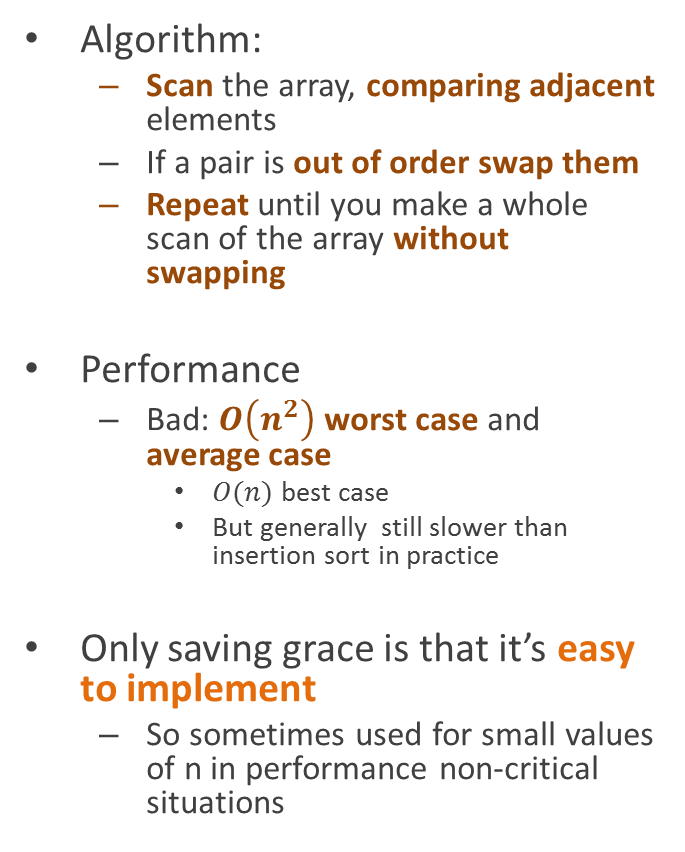 • Algorithm:
– Scan the array, comparing adjacent
elements
– If a pair is out of order swap them
– Repeat until you make a whole
scan of the array without
swapping
• Performance
– Bad: O(n²) worst case and
average case
• O(n) best case
• But generally still slower than
insertion sort in practice
• Only saving grace is that it’s easy
to implement
– So sometimes used for small values
of n in performance non-critical
situations